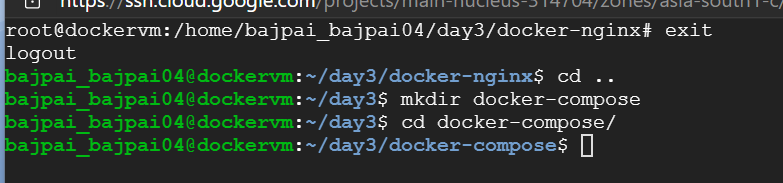 https://ssh.cloud.google.com/projects/main-nucleus-314704/zones/asia-south1-c/
root@dockervm:/home/bajpai_bajpai04/day3/docker-nginx# exit
logout
bajpai_bajpai04@dockervm:~/day3/docker-nginx$ cd ..
bajpai_bajpai04@dockervm:~/day3$ mkdir docker-compose
bajpai_bajpai04@dockervm:~/day3$ cd docker-compose/
bajpai_bajpai04@dockervm:~/day3/docker-compose$